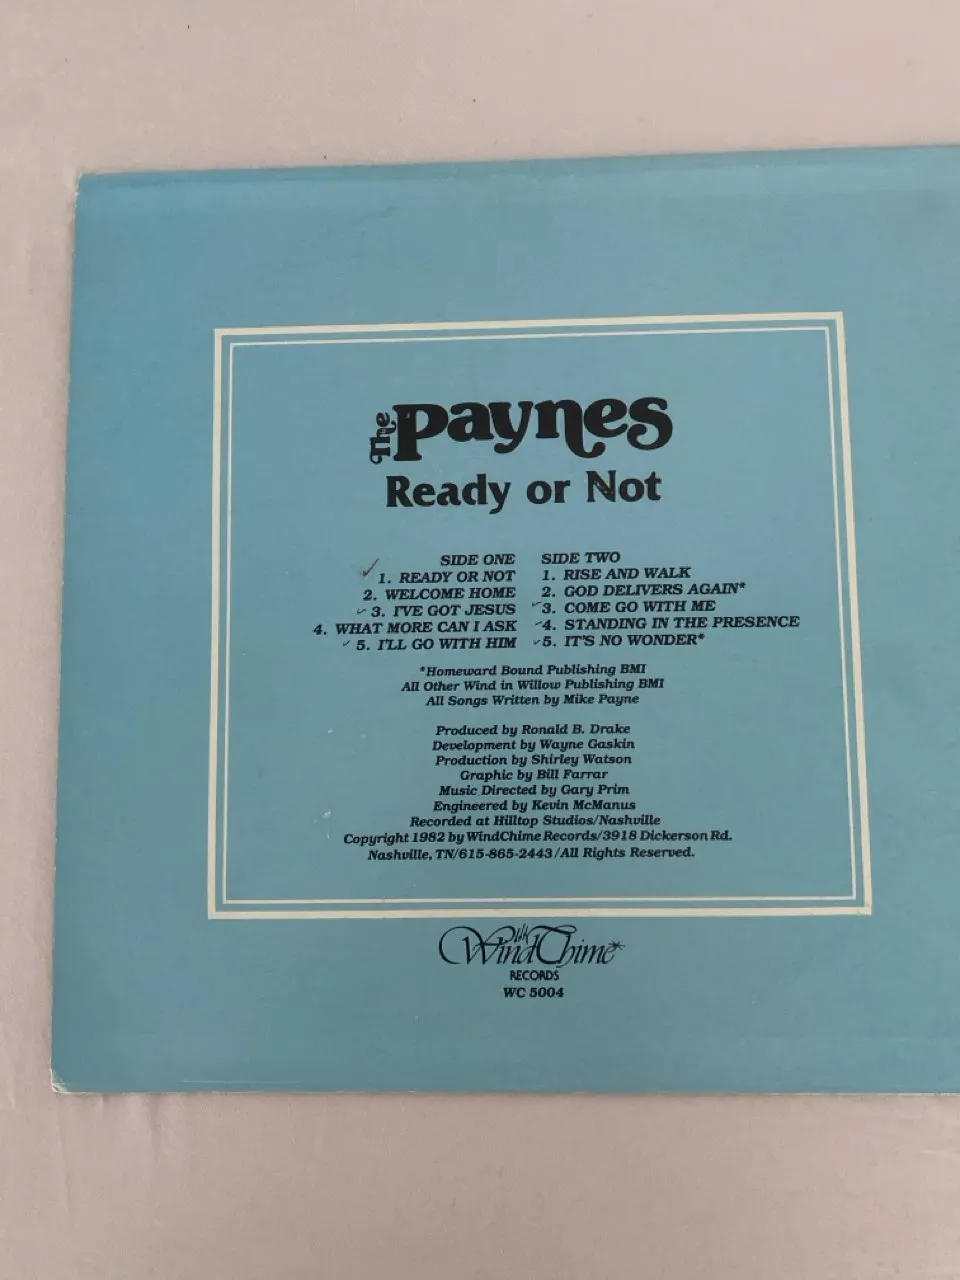 The Paynes
Ready or Not
SIDE ONE
1. READY OR NOT
2. WELCOME HOME
3. I'VE GOT JESUS
4. WHAT MORE CAN I ASK
5. I'LL GO WITH HIM
SIDE TWO
1. RISE AND WALK
2. GOD DELIVERS AGAIN*
3. COME GO WITH ME
4. STANDING IN THE PRESENCE
5. IT'S NO WONDER*
*Homeward Bound Publishing BMI
All Other Wind in Willow Publishing BMI
All Songs Written by Mike Payne
Produced by Ronald B. Drake
Development by Wayne Gaskin
Production by Shirley Watson
Graphic by Bill Farrar
Music Directed by Gary Prim
Engineered by Kevin McManus
Recorded at Hilltop Studios/Nashville
Copyright 1982 by WindChime Records/3918 Dickerson Rd.
Nashville, TN/615-865-2443/All Rights Reserved.
WindChime
RECORDS
WC 5004